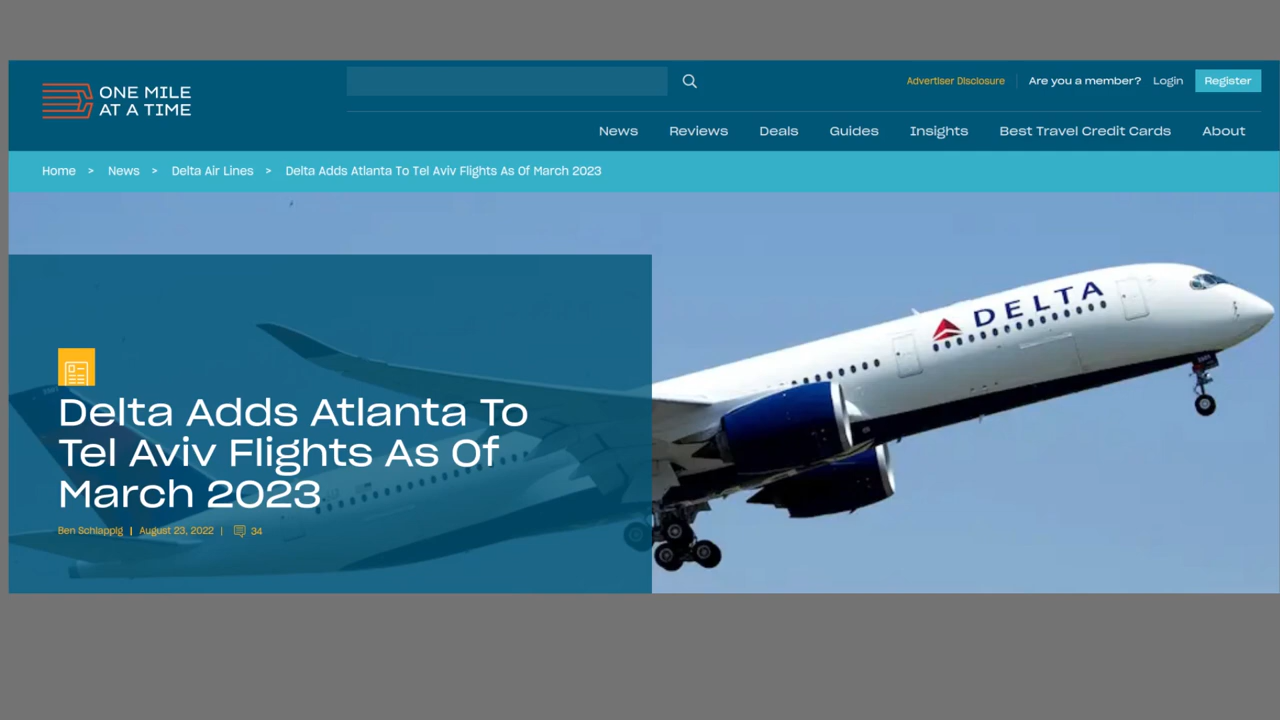 ONE MILE
AT A TIME
Advertiser Disclosure
Are you a member?
Login
Register
News
Reviews
Deals
Guides
Insights
Best Travel Credit Cards
About
Home > News > Delta Air Lines > Delta Adds Atlanta To Tel Aviv Flights As Of March 2023
DELTA
Delta Adds Atlanta To
Tel Aviv Flights As Of
March 2023
Ben Schlappig | August 23, 2022 | 34